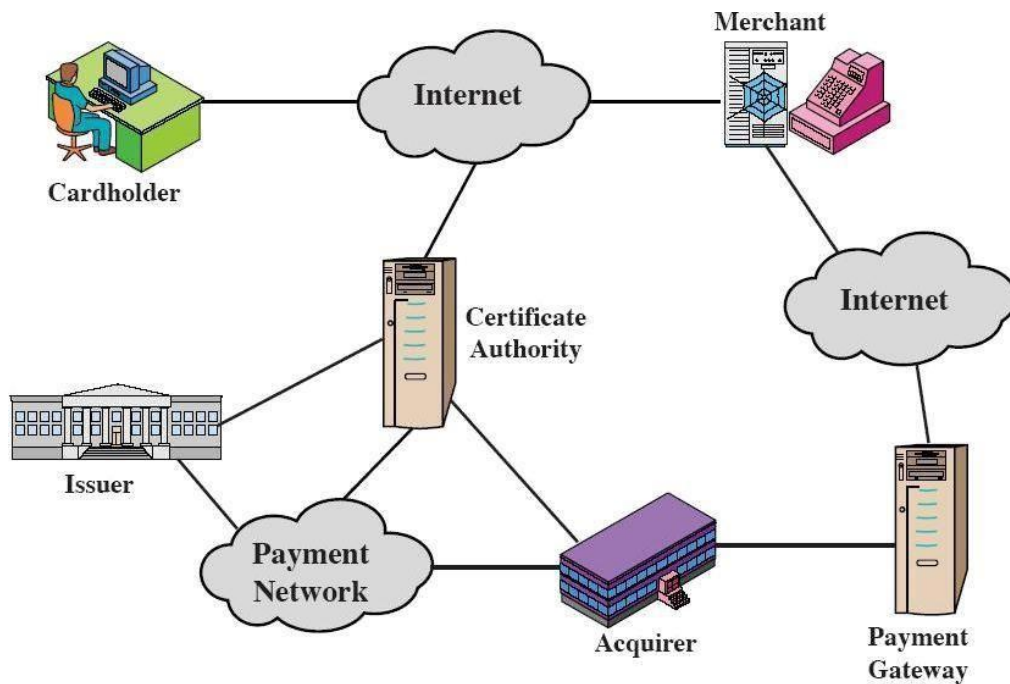 Merchant
Internet
Cardholder
Internet
Certificate
Authority
Issuer
Payment
Network
Acquirer
Payment
Gateway